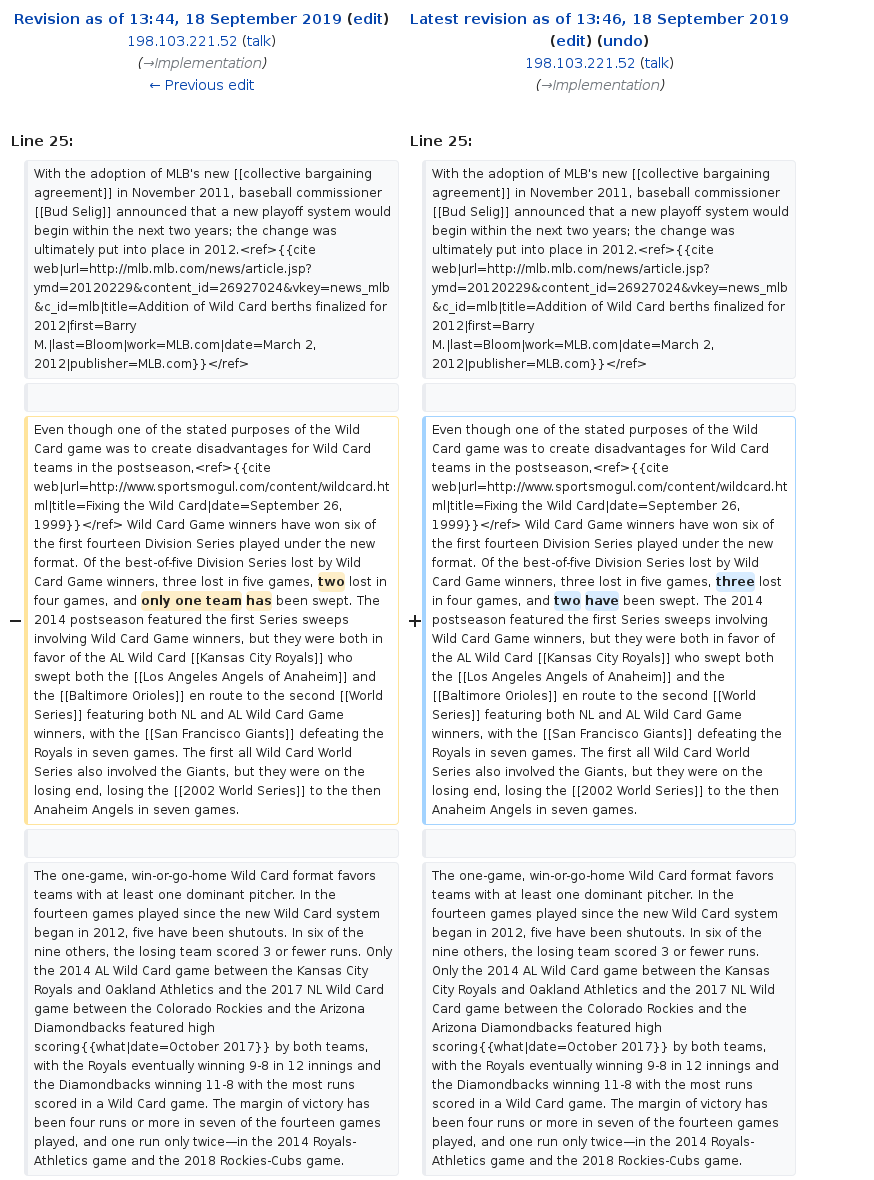 Revision as of 13:44, 18 September 2019 (edit)
198.103.221.52 (talk)
(→Implementation)
← Previous edit
Latest revision as of 13:46, 18 September 2019
(edit) (undo)
198.103.221.52 (talk)
(→Implementation)
Line 25:
With the adoption of MLB's new [[collective bargaining
agreement]] in November 2011, baseball commissioner
[[Bud Selig]] announced that a new playoff system would
begin within the next two years; the change was
ultimately put into place in 2012.<ref>{{cite
web|url=http://mlb.mlb.com/news/article.jsp?
ymd=20120229&content_id=26927024&vkey=news_mlb
&c_id=mlb|title=Addition of Wild Card berths finalized for
2012|first=Barry
M.|last=Bloom|work=MLB.com|date=March 2,
2012|publisher=MLB.com}}</ref>
− Even though one of the stated purposes of the Wild
Card game was to create disadvantages for Wild Card
teams in the postseason,<ref>{{cite
web|url=http://www.sportsmogul.com/content/wildcard.ht
ml|title=Fixing the Wild Card|date=September 26,
1999}}</ref> Wild Card Game winners have won six of
the first fourteen Division Series played under the new
format. Of the best-of-five Division Series lost by Wild
Card Game winners, three lost in five games, two lost in
four games, and only one team has been swept. The
2014 postseason featured the first Series sweeps
involving Wild Card Game winners, but they were both in
favor of the AL Wild Card [[Kansas City Royals]] who
swept both the [[Los Angeles Angels of Anaheim]] and
the [[Baltimore Orioles]] en route to the second [[World
Series]] featuring both NL and AL Wild Card Game
winners, with the [[San Francisco Giants]] defeating the
Royals in seven games. The first all Wild Card World
Series also involved the Giants, but they were on the
losing end, losing the [[2002 World Series]] to the then
Anaheim Angels in seven games.
The one-game, win-or-go-home Wild Card format favors
teams with at least one dominant pitcher. In the
fourteen games played since the new Wild Card system
began in 2012, five have been shutouts. In six of the
nine others, the losing team scored 3 or fewer runs. Only
the 2014 AL Wild Card game between the Kansas City
Royals and Oakland Athletics and the 2017 NL Wild Card
game between the Colorado Rockies and the Arizona
Diamondbacks featured high
scoring{{what|date=October 2017}} by both teams,
with the Royals eventually winning 9-8 in 12 innings and
the Diamondbacks winning 11-8 with the most runs
scored in a Wild Card game. The margin of victory has
been four runs or more in seven of the fourteen games
played, and one run only twice—in the 2014 Royals-
Athletics game and the 2018 Rockies-Cubs game.
Line 25:
With the adoption of MLB's new [[collective bargaining
agreement]] in November 2011, baseball commissioner
[[Bud Selig]] announced that a new playoff system would
begin within the next two years; the change was
ultimately put into place in 2012.<ref>{{cite
web|url=http://mlb.mlb.com/news/article.jsp?
ymd=20120229&content_id=26927024&vkey=news_mlb
&c_id=mlb|title=Addition of Wild Card berths finalized for
2012|first=Barry
M.|last=Bloom|work=MLB.com|date=March 2,
2012|publisher=MLB.com}}</ref>
+ Even though one of the stated purposes of the Wild
Card game was to create disadvantages for Wild Card
teams in the postseason,<ref>{{cite
web|url=http://www.sportsmogul.com/content/wildcard.ht
ml|title=Fixing the Wild Card|date=September 26,
1999}}</ref> Wild Card Game winners have won six of
the first fourteen Division Series played under the new
format. Of the best-of-five Division Series lost by Wild
Card Game winners, three lost in five games, three lost
in four games, and two have been swept. The 2014
postseason featured the first Series sweeps involving
Wild Card Game winners, but they were both in favor of
the AL Wild Card [[Kansas City Royals]] who swept both
the [[Los Angeles Angels of Anaheim]] and the
[[Baltimore Orioles]] en route to the second [[World
Series]] featuring both NL and AL Wild Card Game
winners, with the [[San Francisco Giants]] defeating the
Royals in seven games. The first all Wild Card World
Series also involved the Giants, but they were on the
losing end, losing the [[2002 World Series]] to the then
Anaheim Angels in seven games.
The one-game, win-or-go-home Wild Card format favors
teams with at least one dominant pitcher. In the
fourteen games played since the new Wild Card system
began in 2012, five have been shutouts. In six of the
nine others, the losing team scored 3 or fewer runs.
Only the 2014 AL Wild Card game between the Kansas
City Royals and Oakland Athletics and the 2017 NL Wild
Card game between the Colorado Rockies and the
Arizona Diamondbacks featured high
scoring{{what|date=October 2017}} by both teams,
with the Royals eventually winning 9-8 in 12 innings and
the Diamondbacks winning 11-8 with the most runs
scored in a Wild Card game. The margin of victory has
been four runs or more in seven of the fourteen games
played, and one run only twice—in the 2014 Royals-
Athletics game and the 2018 Rockies-Cubs game.